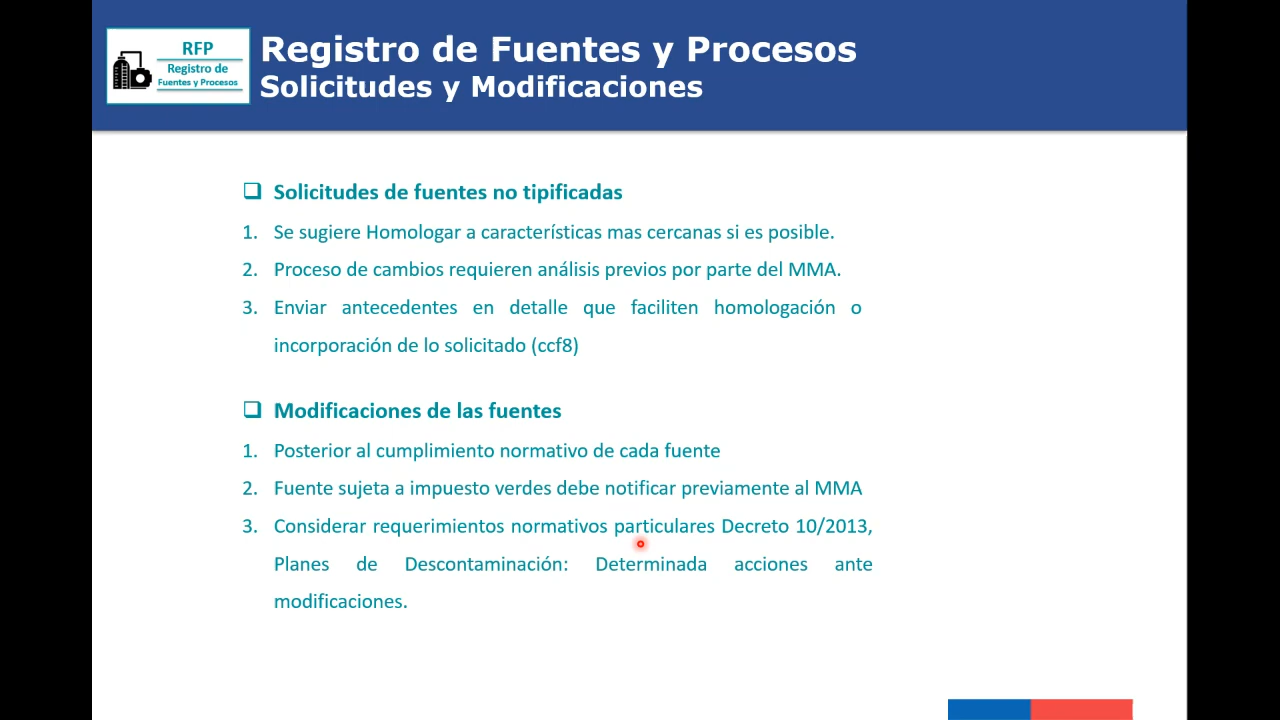 RFP
Registro de
Fuentes y Procesos
Registro de Fuentes y Procesos
Solicitudes y Modificaciones
❑ Solicitudes de fuentes no tipificadas
1. Se sugiere Homologar a características mas cercanas si es posible.
2. Proceso de cambios requieren análisis previos por parte del MMA.
3. Enviar antecedentes en detalle que faciliten homologación o
incorporación de lo solicitado (ccf8)
❑ Modificaciones de las fuentes
1. Posterior al cumplimiento normativo de cada fuente
2. Fuente sujeta a impuesto verdes debe notificar previamente al MMA
3. Considerar requerimientos normativos particulares Decreto 10/2013,
Planes de Descontaminación: Determinada acciones ante
modificaciones.